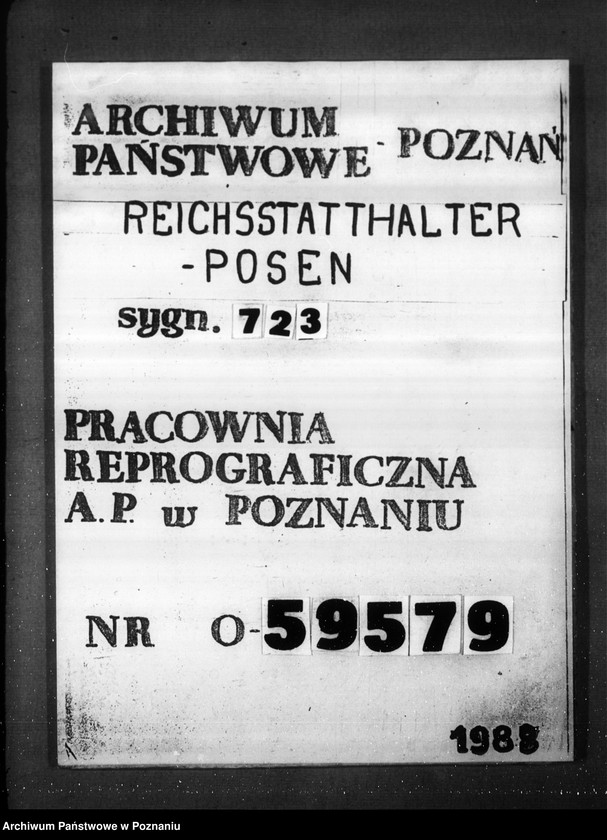 ARCHIWUM
PAŃSTWOWE - POZNAŃ
REICHSSTATTHALTER
-POSEN
sygn. 723
PRACOWNIA
REPROGRAFICZNA
A.P. w POZNANIU
NR O-59579
1988
Archiwum Państwowe w Poznaniu